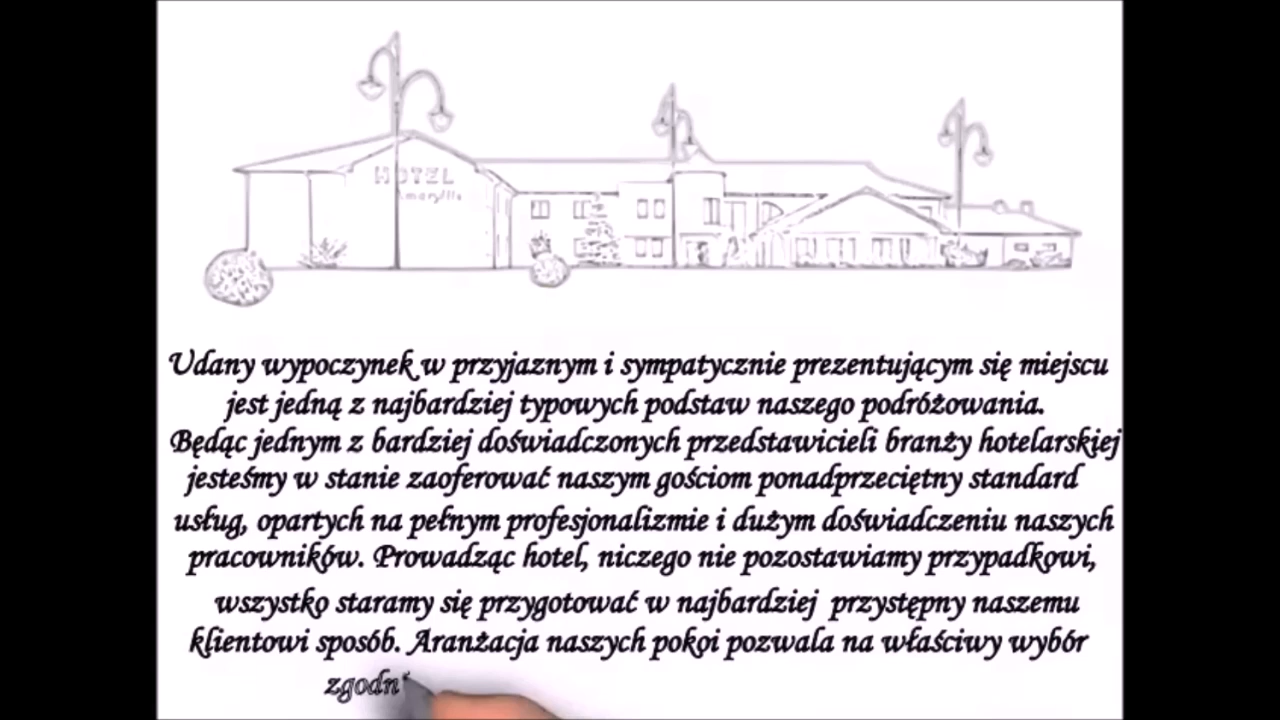 HOTEL
Amaryllis
Udany wypoczynek w przyjaznym i sympatycznie prezentującym się miejscu
jest jedną z najbardziej typowych podstaw naszego podróżowania.
Będąc jednym z bardziej doświadczonych przedstawicieli branży hotelarskiej
jesteśmy w stanie zaoferować naszym gościom ponadprzeciętny standard
usług, opartych na pełnym profesjonalizmie i dużym doświadczeniu naszych
pracowników. Prowadząc hotel, niczego nie pozostawiamy przypadkowi,
wszystko staramy się przygotować w najbardziej przystępny naszemu
klientowi sposób. Aranżacja naszych pokoi pozwala na właściwy wybór
zgodn